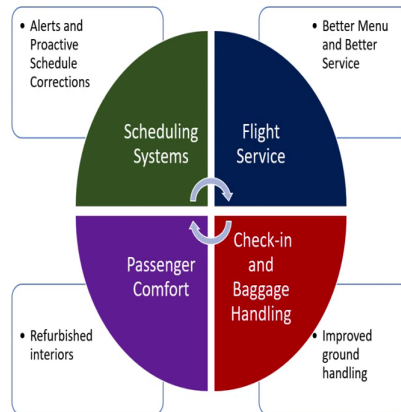 • Alerts and
Proactive
Schedule
Corrections
• Better Menu
and Better
Service
Scheduling
Systems
Flight
Service
Passenger
Comfort
Check-in
and
Baggage
Handling
• Refurbished
interiors
• Improved
ground
handling